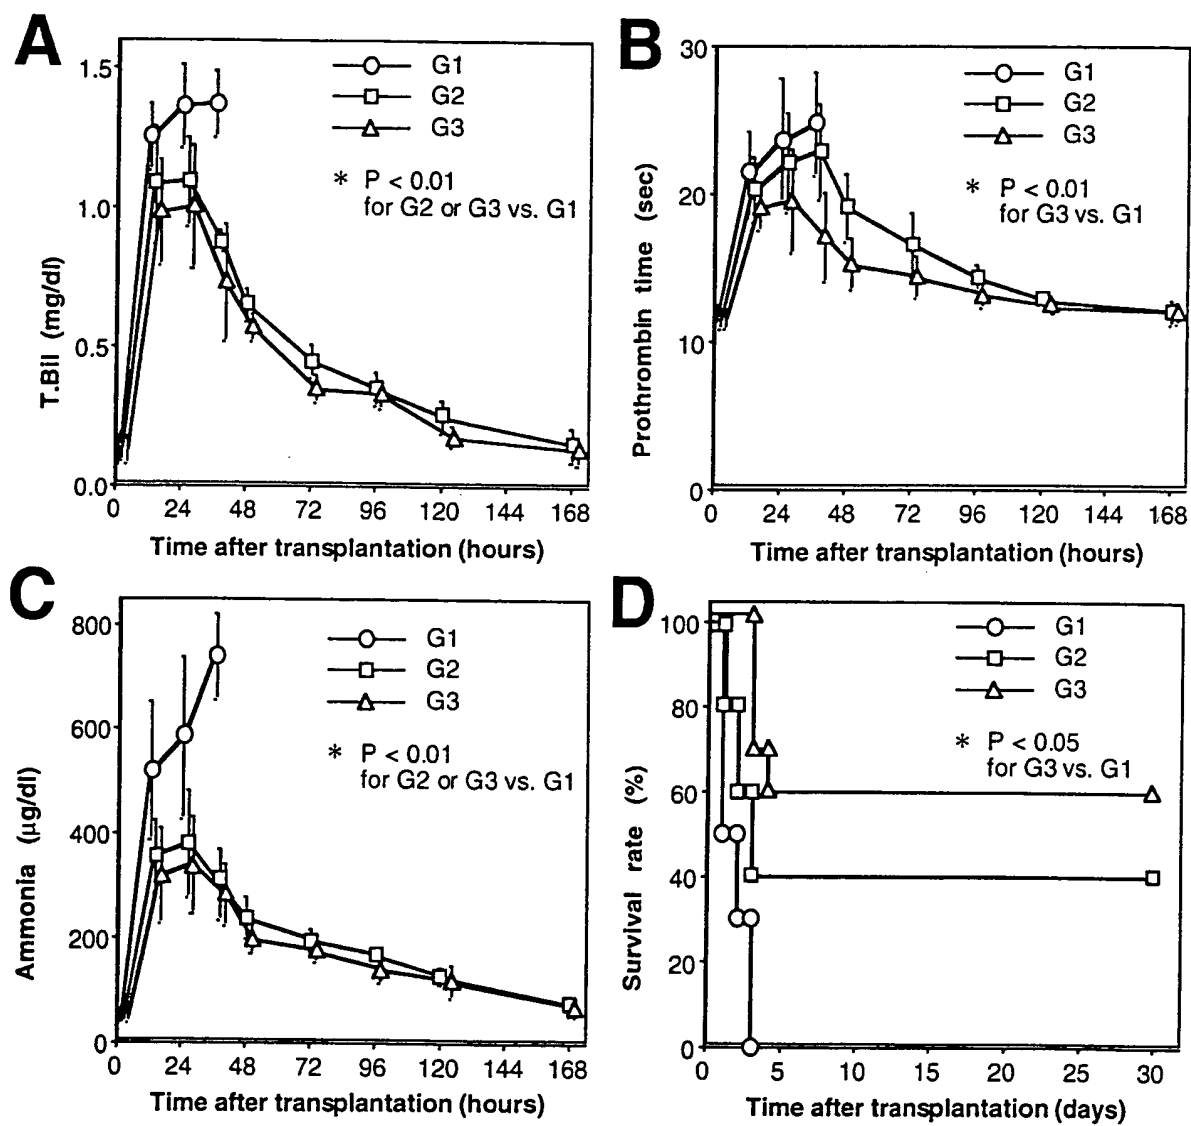 A
T.Bil (mg/dl)
1.5
1.0
0.5
0.0
G1
G2
G3
* P < 0.01
for G2 or G3 vs. G1
0 24 48 72 96 120 144 168
Time after transplantation (hours)
B
Prothrombin time (sec)
30
20
10
0
G1
G2
G3
* P < 0.01
for G3 vs. G1
0 24 48 72 96 120 144 168
Time after transplantation (hours)
C
Ammonia (μg/dl)
800
600
400
200
0
G1
G2
G3
* P < 0.01
for G2 or G3 vs. G1
0 24 48 72 96 120 144 168
Time after transplantation (hours)
D
Survival rate (%)
100
80
60
40
20
0
G1
G2
G3
* P < 0.05
for G3 vs. G1
0 5 10 15 20 25 30
Time after transplantation (days)